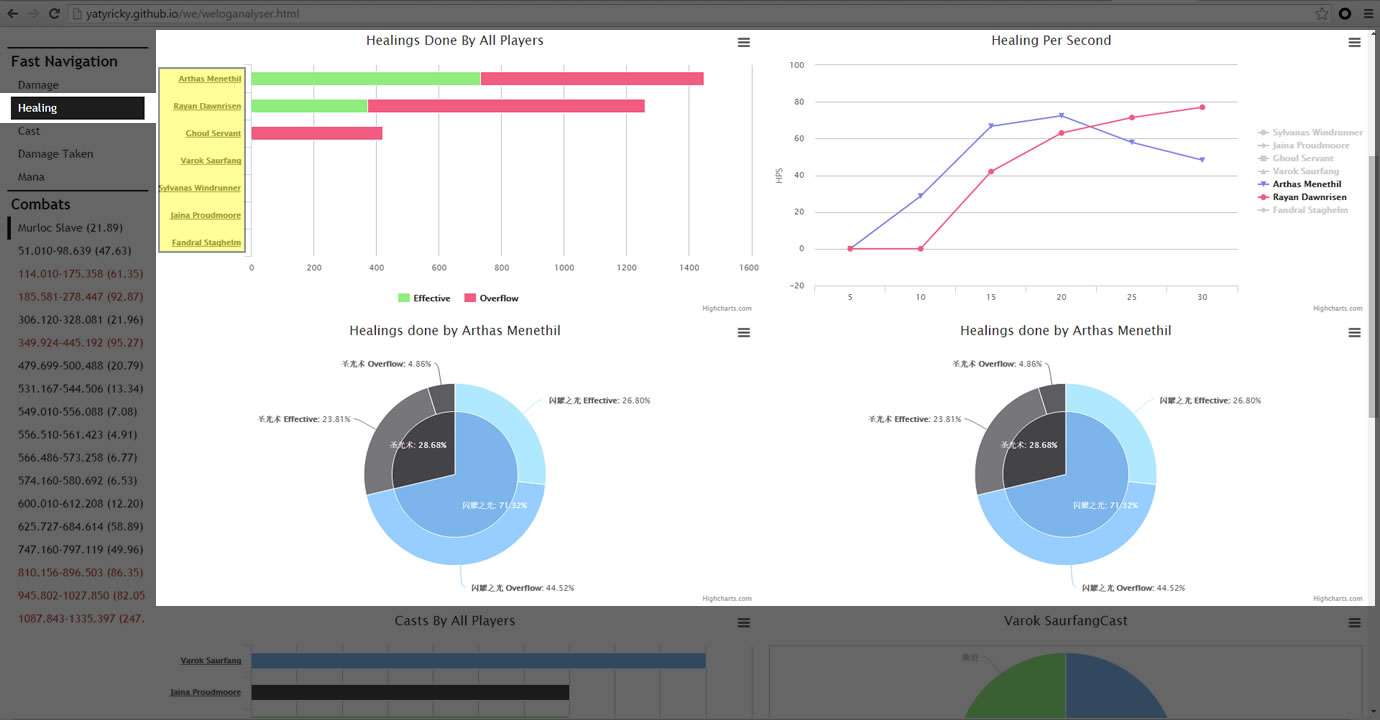 yatyricky.github.io/we/weloganalyser.html
Fast Navigation
Damage
Healing
Cast
Damage Taken
Mana
Combats
Murloc Slave (21.89)
51.010-98.639 (47.63)
114.010-175.358 (61.35)
185.581-278.447 (92.87)
306.120-328.081 (21.96)
349.924-445.192 (95.27)
479.699-500.488 (20.79)
531.167-544.506 (13.34)
549.010-556.088 (7.08)
556.510-561.423 (4.91)
566.486-573.258 (6.77)
574.160-580.692 (6.53)
600.010-612.208 (12.20)
625.727-684.614 (58.89)
747.160-797.119 (49.96)
810.156-896.503 (86.35)
945.802-1027.850 (82.05
1087.843-1335.397 (247.
Healings Done By All Players
Arthas Menethil
Rayan Dawnrisen
Ghoul Servant
Varok Saurfang
Sylvanas Windrunner
Jaina Proudmoore
Fandral Staghelm
0 200 400 600 800 1000 1200 1400 1600
Effective Overflow
Highcharts.com
Healing Per Second
HPS
100
80
60
40
20
0
-20
5 10 15 20 25 30
Sylvanas Windrunner
Jaina Proudmoore
Ghoul Servant
Varok Saurfang
Arthas Menethil
Rayan Dawnrisen
Fandral Staghelm
Highcharts.com
Healings done by Arthas Menethil
圣光术 Overflow: 4.86%
闪耀之光 Effective: 26.80%
圣光术 Effective: 23.81%
圣光术: 28.68%
闪耀之光: 71.32%
闪耀之光 Overflow: 44.52%
Highcharts.com
Healings done by Arthas Menethil
圣光术 Overflow: 4.86%
闪耀之光 Effective: 26.80%
圣光术 Effective: 23.81%
圣光术: 28.68%
闪耀之光: 71.32%
闪耀之光 Overflow: 44.52%
Highcharts.com
Casts By All Players
Varok Saurfang
Jaina Proudmoore
Varok SaurfangCast